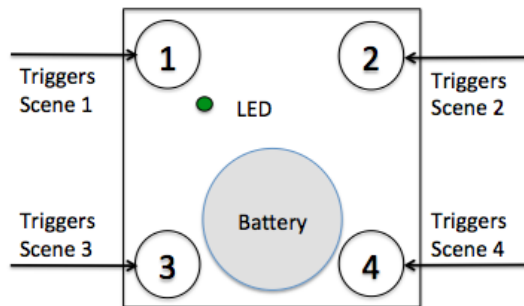 1
2
Triggers
Scene 1
LED
Triggers
Scene 2
Battery
Triggers
Scene 3
3
4
Triggers
Scene 4